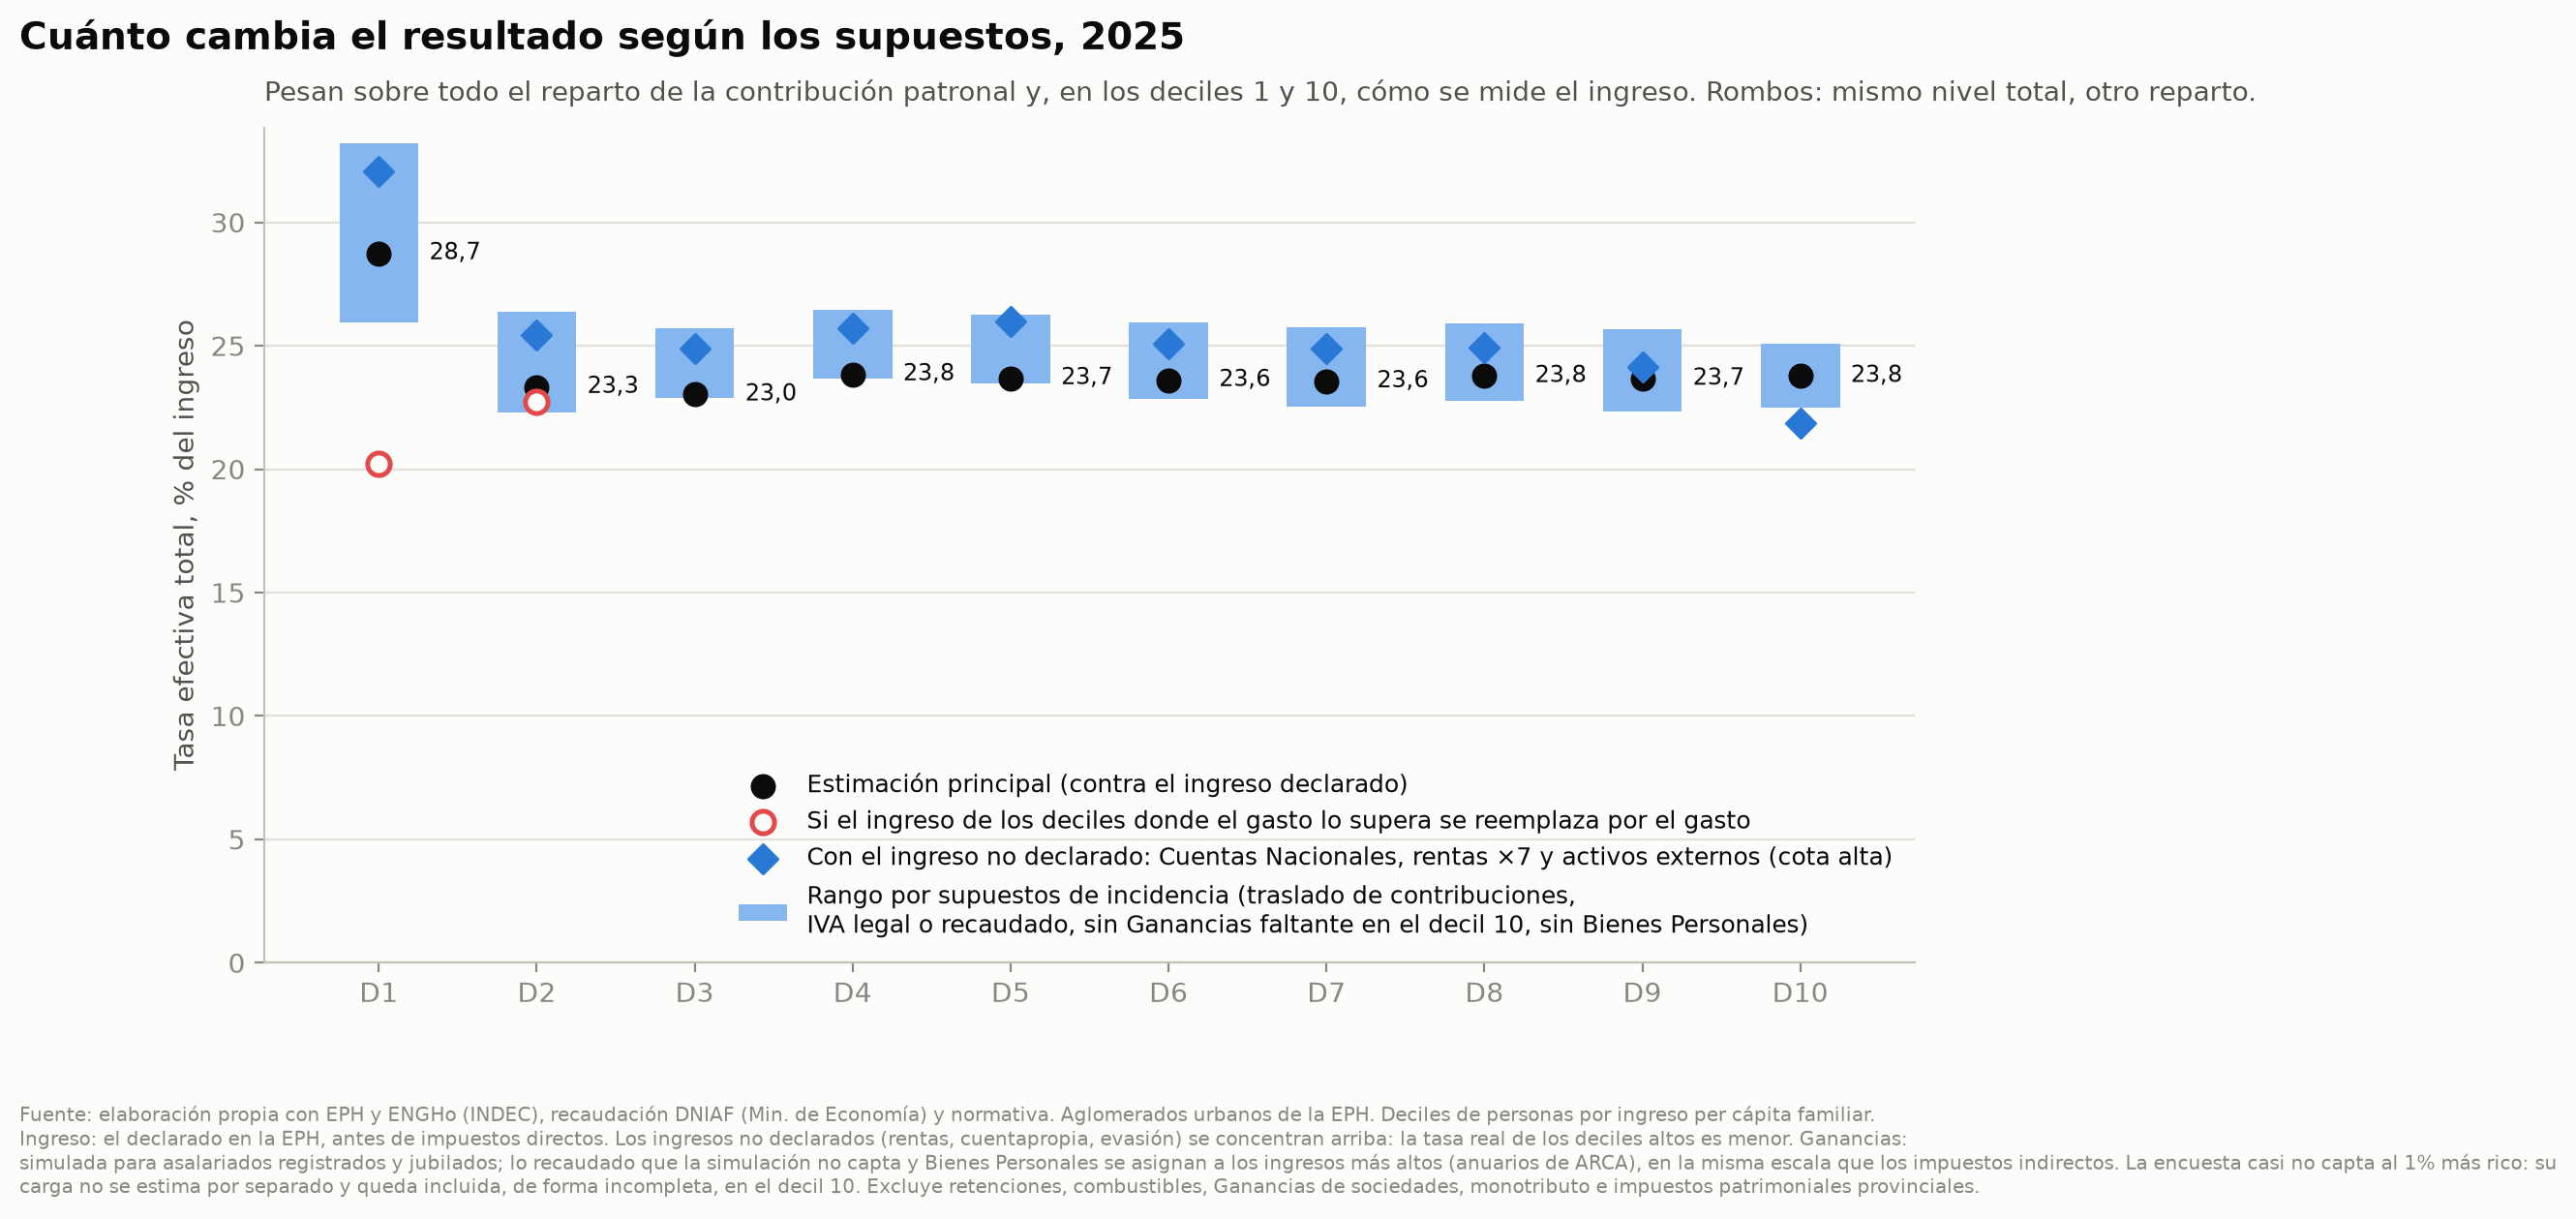 Cuánto cambia el resultado según los supuestos, 2025
Pesan sobre todo el reparto de la contribución patronal y, en los deciles 1 y 10, cómo se mide el ingreso. Rombos: mismo nivel total, otro reparto.
Tasa efectiva total, % del ingreso
30
25
20
15
10
5
0
28,7
23,3
23,0
23,8
23,7
23,6
23,6
23,8
23,7
23,8
Estimación principal (contra el ingreso declarado)
Si el ingreso de los deciles donde el gasto lo supera se reemplaza por el gasto
Con el ingreso no declarado: Cuentas Nacionales, rentas ×7 y activos externos (cota alta)
Rango por supuestos de incidencia (traslado de contribuciones,
IVA legal o recaudado, sin Ganancias faltante en el decil 10, sin Bienes Personales)
D1
D2
D3
D4
D5
D6
D7
D8
D9
D10
Fuente: elaboración propia con EPH y ENGHo (INDEC), recaudación DNIAF (Min. de Economía) y normativa. Aglomerados urbanos de la EPH. Deciles de personas por ingreso per cápita familiar.
Ingreso: el declarado en la EPH, antes de impuestos directos. Los ingresos no declarados (rentas, cuentapropia, evasión) se concentran arriba: la tasa real de los deciles altos es menor. Ganancias:
simulada para asalariados registrados y jubilados; lo recaudado que la simulación no capta y Bienes Personales se asignan a los ingresos más altos (anuarios de ARCA), en la misma escala que los impuestos indirectos. La encuesta casi no capta al 1% más rico: su
carga no se estima por separado y queda incluida, de forma incompleta, en el decil 10. Excluye retenciones, combustibles, Ganancias de sociedades, monotributo e impuestos patrimoniales provinciales.